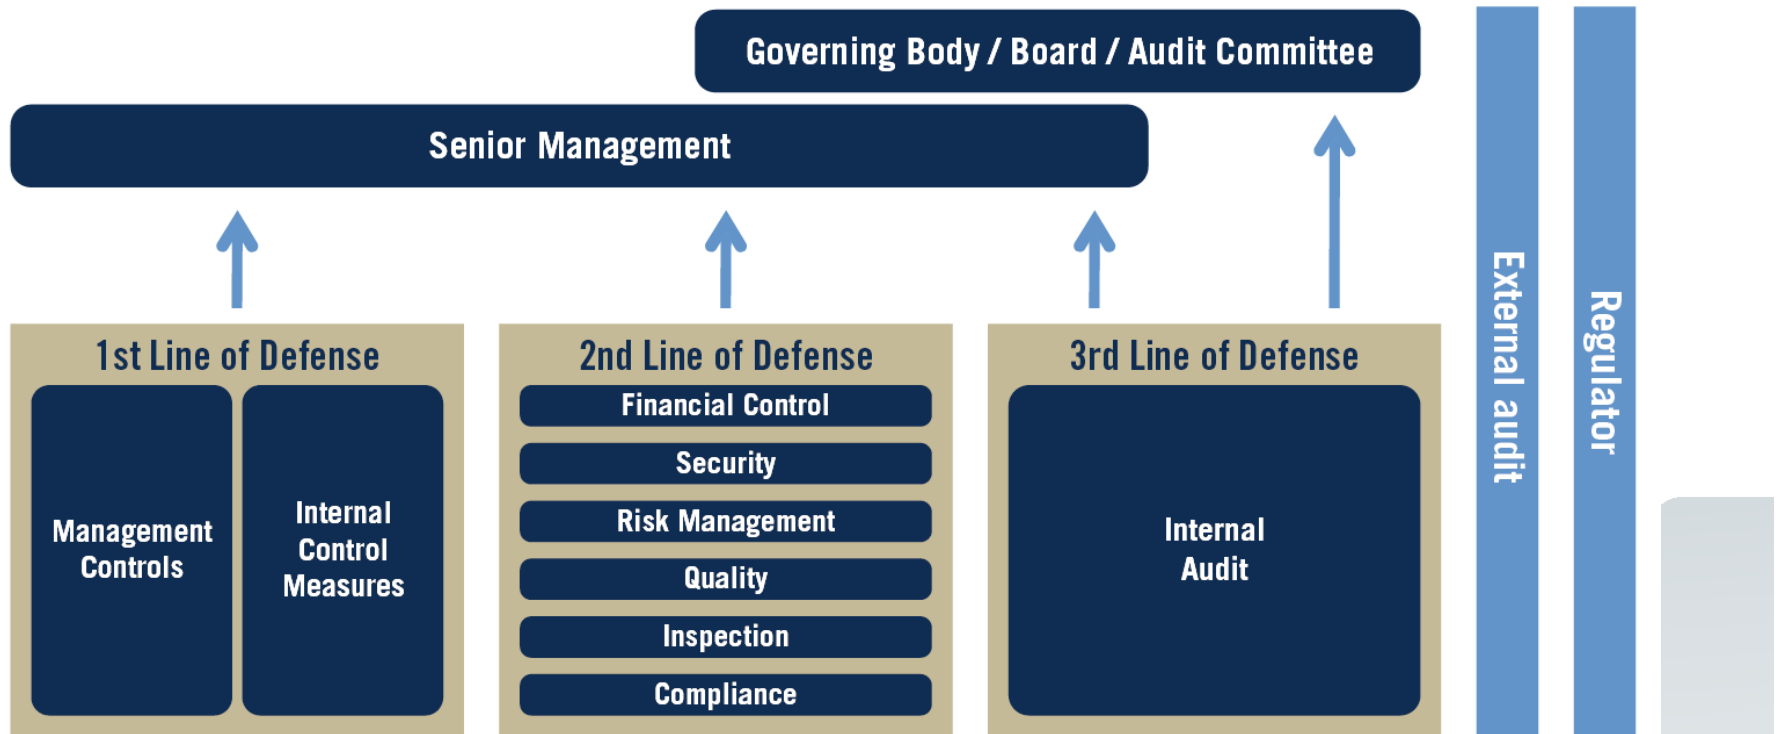 Governing Body / Board / Audit Committee
Senior Management
1st Line of Defense
Management
Controls
Internal
Control
Measures
2nd Line of Defense
Financial Control
Security
Risk Management
Quality
Inspection
Compliance
3rd Line of Defense
Internal
Audit
External audit
Regulator